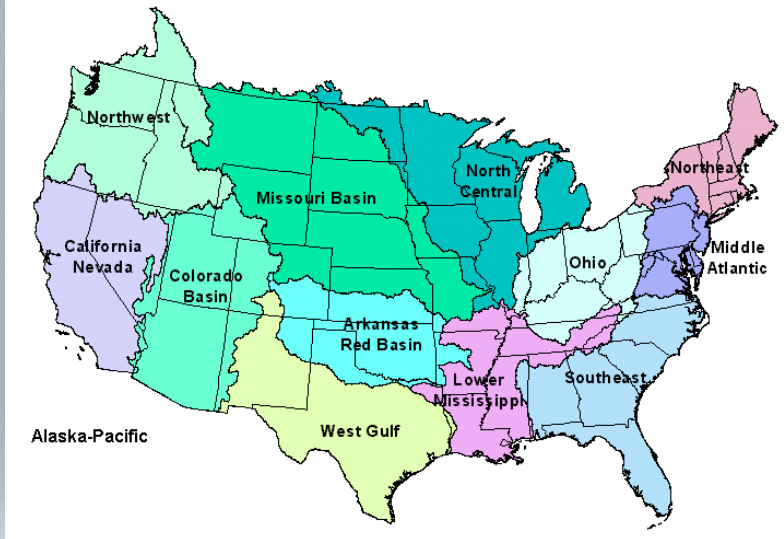 Northwest
Northeast
North
Central
Missouri Basin
California
Nevada
Middle
Atlantic
Ohio
Colorado
Basin
Arkansas
Red Basin
Lower
Mississippi
Southeast
West Gulf
Alaska-Pacific